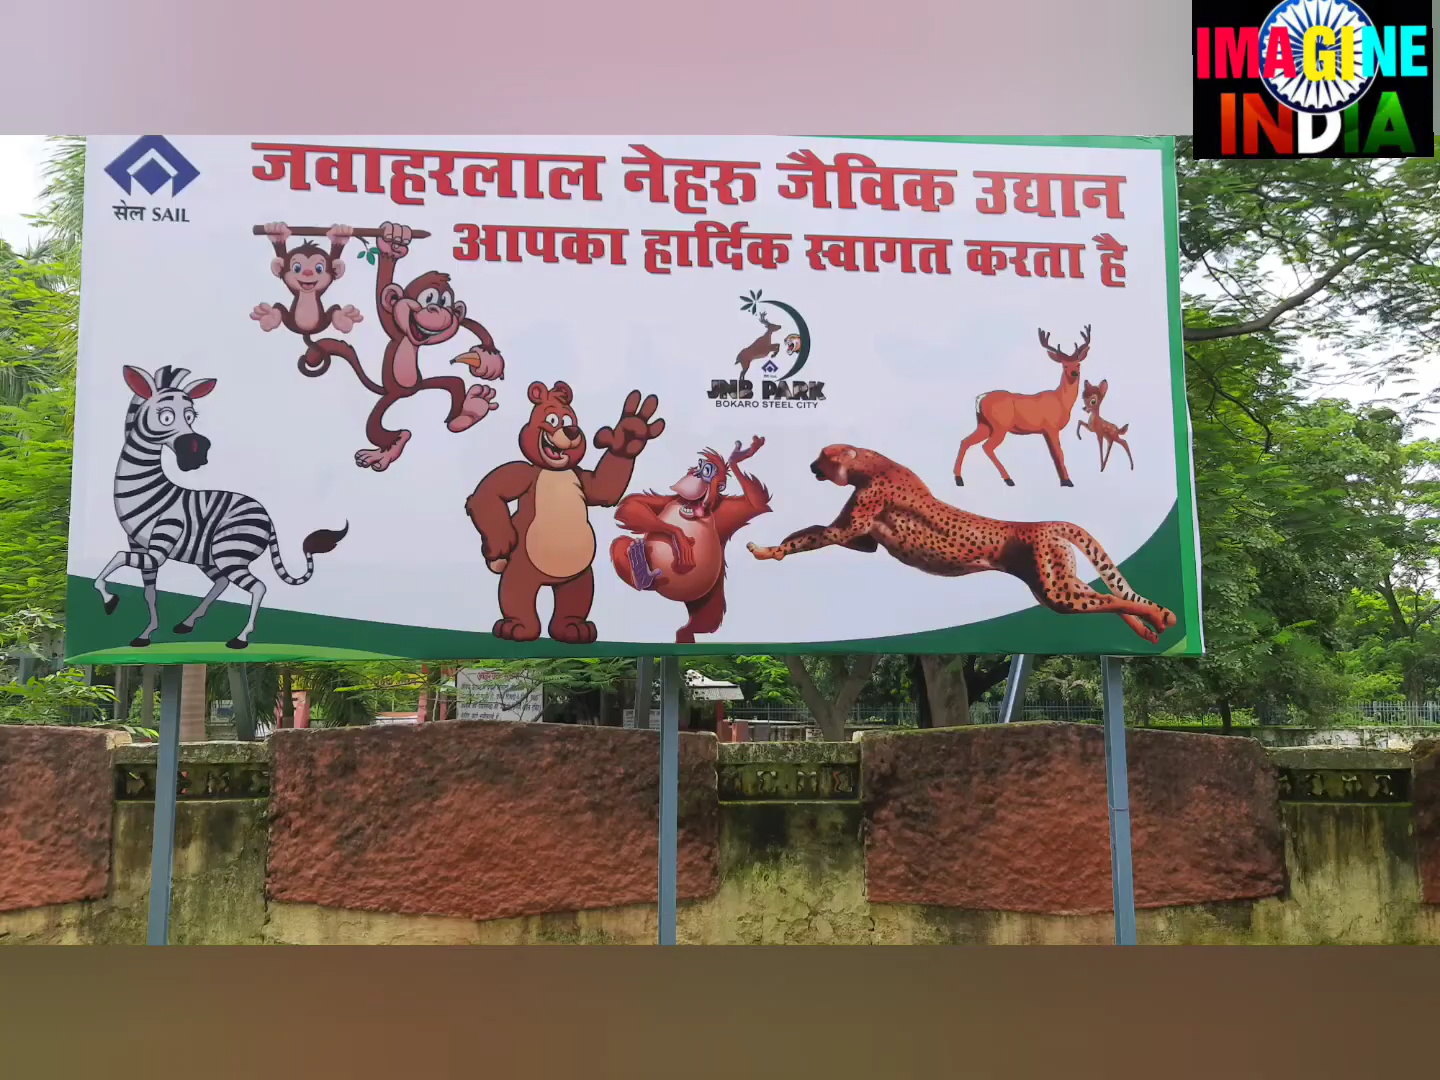 IMAGINE
INDIA
सेल SAIL
जवाहरलाल नेहरू जैविक उद्यान
आपका हार्दिक स्वागत करता है
JNB PARK
BOKARO STEEL CITY